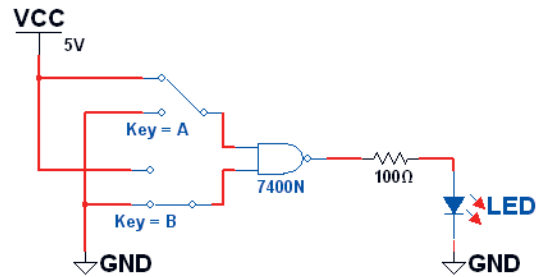 VCC
5V
Key = A
7400N
100Ω
Key = B
LED
GND
GND